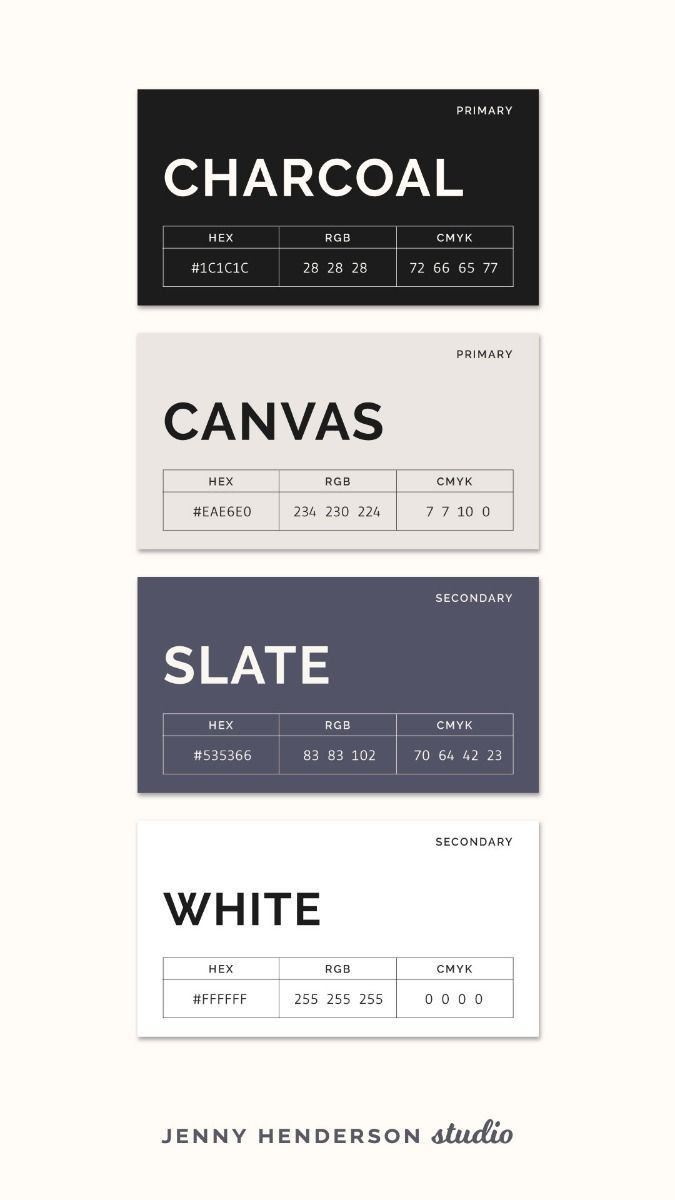 PRIMARY
CHARCOAL
HEX RGB CMYK
#1C1C1C 28 28 28 72 66 65 77
PRIMARY
CANVAS
HEX RGB CMYK
#EAE6E0 234 230 224 7 7 10 0
SECONDARY
SLATE
HEX RGB CMYK
#535366 83 83 102 70 64 42 23
SECONDARY
WHITE
HEX RGB CMYK
#FFFFFF 255 255 255 0 0 0 0
JENNY HENDERSON studio